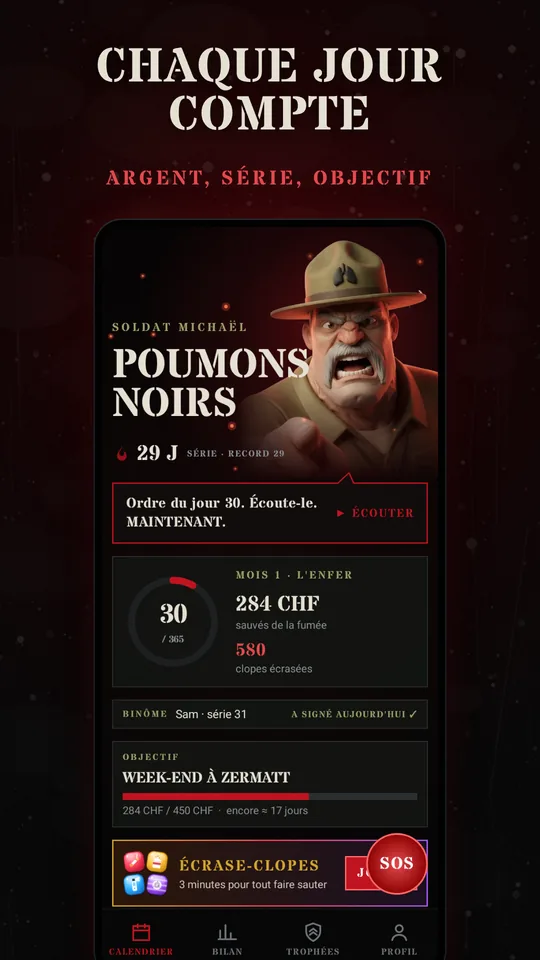 CHAQUE JOUR
COMPTE
ARGENT, SÉRIE, OBJECTIF
SOLDAT MICHAËL
POUMONS
NOIRS
29 J SÉRIE · RECORD 29
Ordre du jour 30. Écoute-le.
MAINTENANT.
► ÉCOUTER
MOIS 1 · L'ENFER
30
/ 365
284 CHF
sauvés de la fumée
580
clopes écrasées
BINÔME Sam · série 31 A SIGNÉ AUJOURD'HUI ✓
OBJECTIF
WEEK-END À ZERMATT
284 CHF / 450 CHF · encore ≈ 17 jours
ÉCRASE-CLOPES
3 minutes pour tout faire sauter
SOS
CALENDRIER BILAN TROPHÉES PROFIL